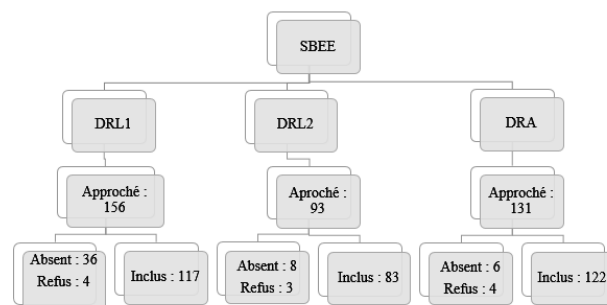 SBEE
DRL1
DRL2
DRA
Approché :
156
Aproché :
93
Approché :
131
Absent : 36
Refus : 4
Inclus : 117
Absent : 8
Refus : 3
Inclus : 83
Absent : 6
Refus : 4
Inclus : 122